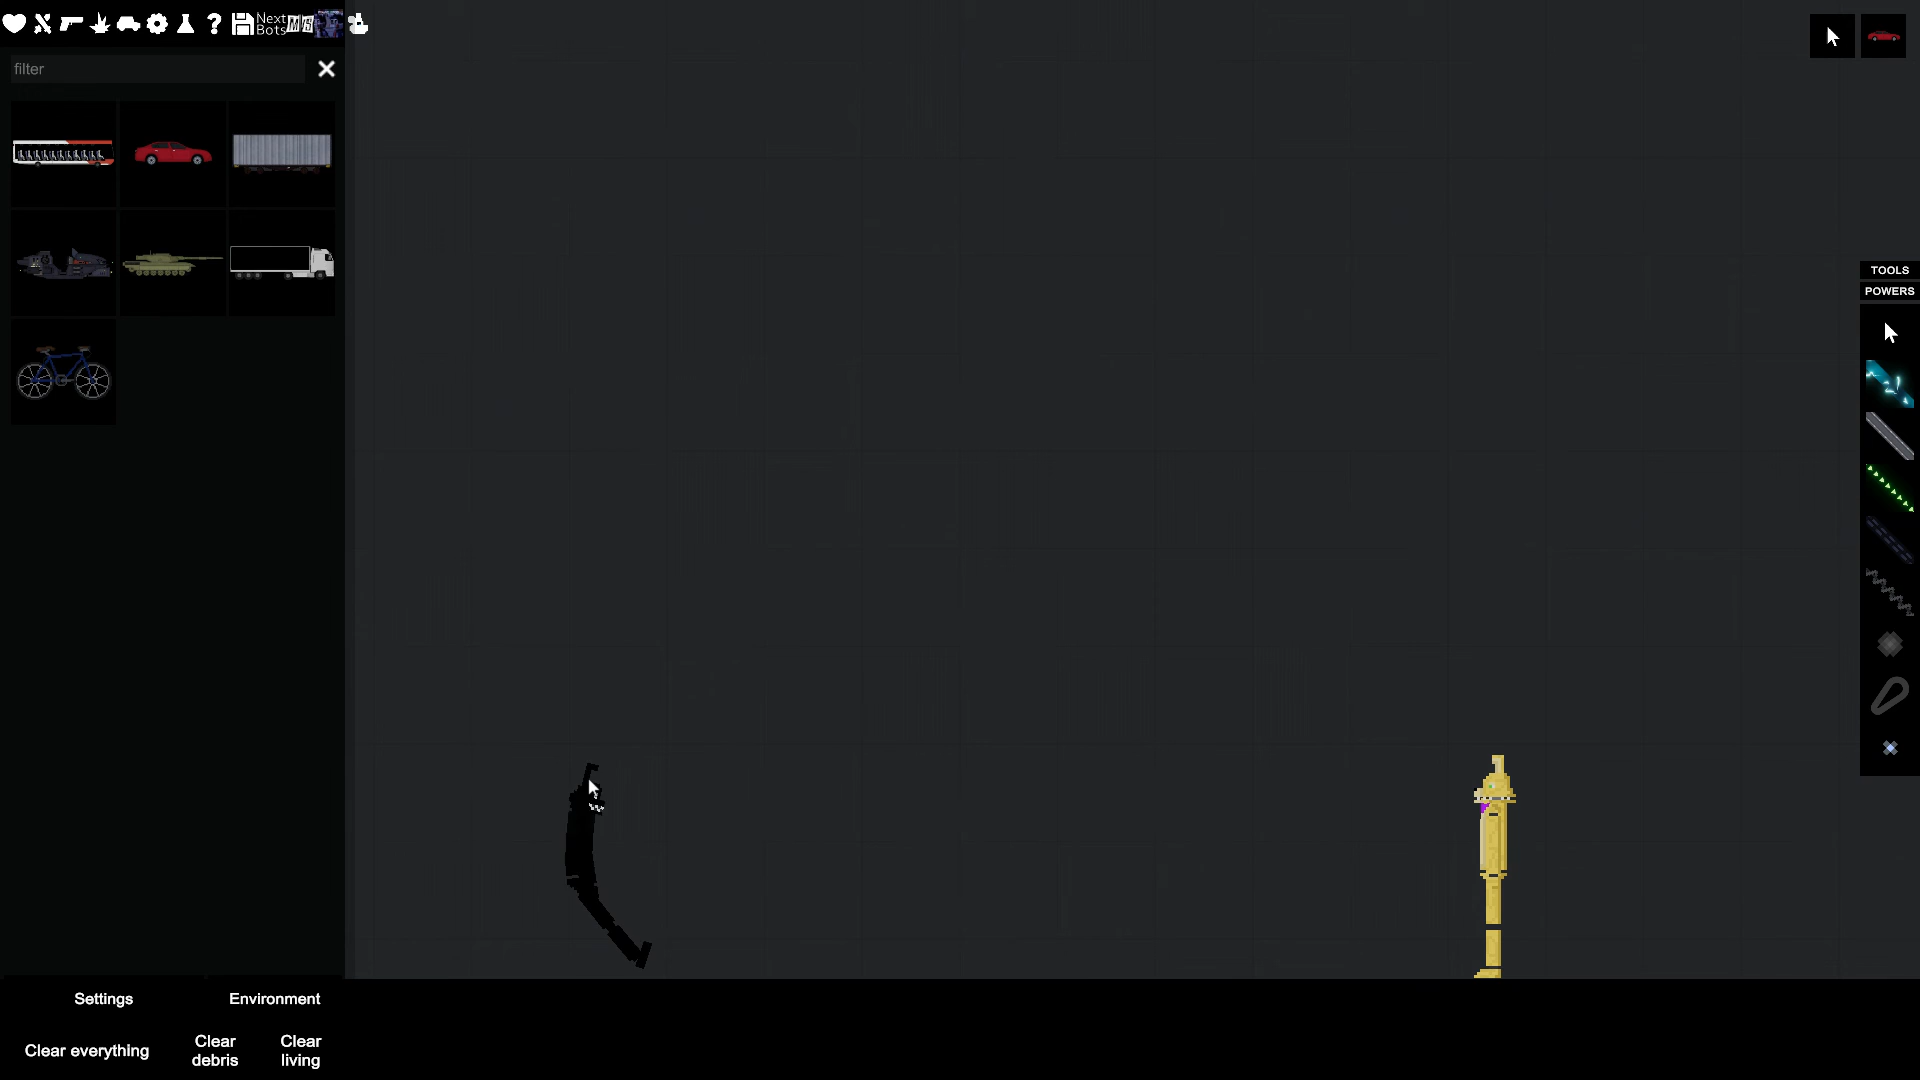 Next
Bots
filter
TOOLS
POWERS
Settings
Environment
Clear everything
Clear
debris
Clear
living